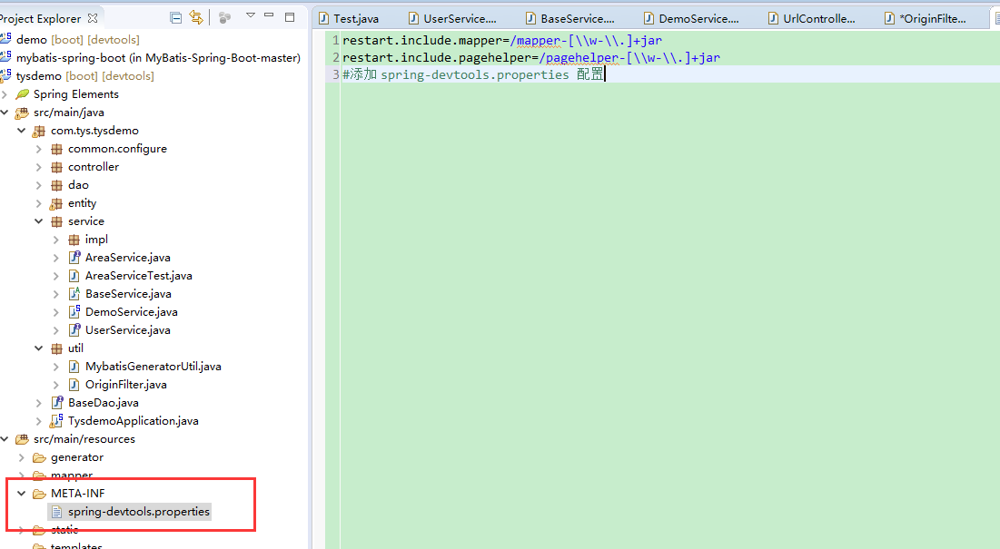 Project Explorer
Test.java
UserService....
BaseService....
DemoService....
UrlControlle...
*OriginFilte...
demo [boot] [devtools]
mybatis-spring-boot (in MyBatis-Spring-Boot-master)
tysdemo [boot] [devtools]
Spring Elements
src/main/java
com.tys.tysdemo
common.configure
controller
dao
entity
service
impl
AreaService.java
AreaServiceTest.java
BaseService.java
DemoService.java
UserService.java
util
MybatisGeneratorUtil.java
OriginFilter.java
BaseDao.java
TysdemoApplication.java
src/main/resources
generator
mapper
META-INF
spring-devtools.properties
static
templates
1 restart.include.mapper=/mapper-[\\w-\\.]+jar
2 restart.include.pagehelper=/pagehelper-[\\w-\\.]+jar
3 #添加 spring-devtools.properties 配置